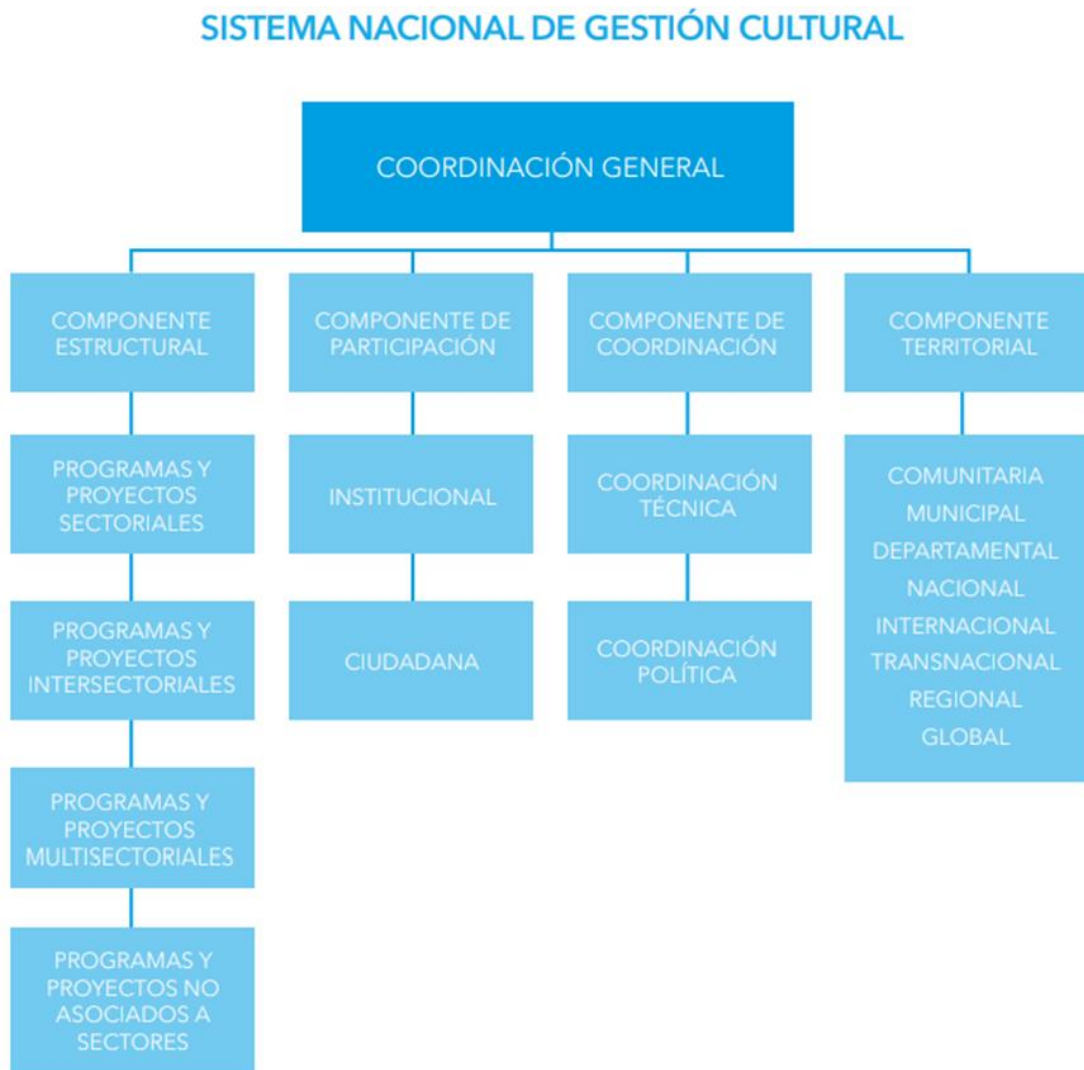 SISTEMA NACIONAL DE GESTIÓN CULTURAL
COORDINACIÓN GENERAL
COMPONENTE
ESTRUCTURAL
PROGRAMAS Y
PROYECTOS
SECTORIALES
PROGRAMAS Y
PROYECTOS
INTERSECTORIALES
PROGRAMAS Y
PROYECTOS
MULTISECTORIALES
PROGRAMAS Y
PROYECTOS NO
ASOCIADOS A
SECTORES
COMPONENTE DE
PARTICIPACIÓN
INSTITUCIONAL
CIUDADANA
COMPONENTE DE
COORDINACIÓN
COORDINACIÓN
TÉCNICA
COORDINACIÓN
POLÍTICA
COMPONENTE
TERRITORIAL
COMUNITARIA
MUNICIPAL
DEPARTAMENTAL
NACIONAL
INTERNACIONAL
TRANSNACIONAL
REGIONAL
GLOBAL